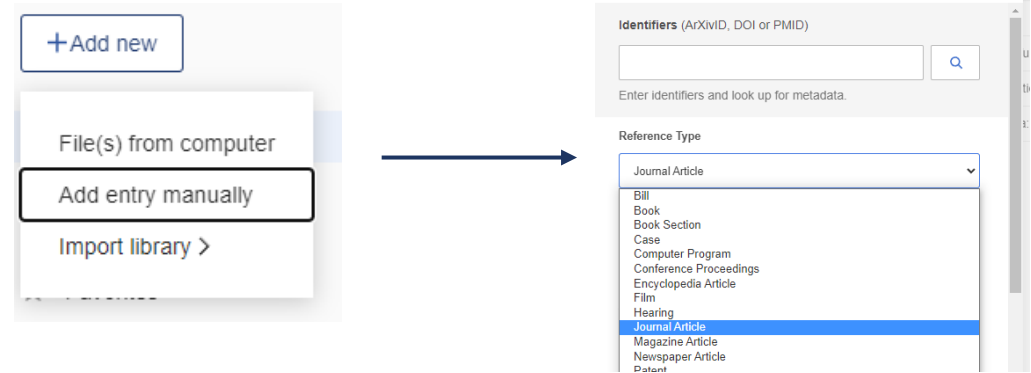 +Add new
File(s) from computer
Add entry manually
Import library >
Identifiers (ArXivID, DOI or PMID)
Enter identifiers and look up for metadata.
Reference Type
Journal Article
Bill
Book
Book Section
Case
Computer Program
Conference Proceedings
Encyclopedia Article
Film
Hearing
Journal Article
Magazine Article
Newspaper Article
Patent